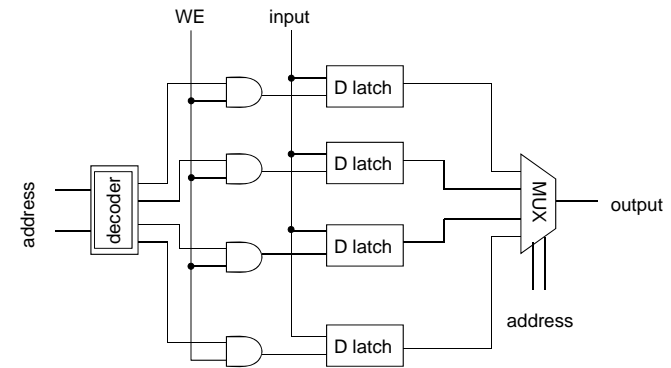 WE
input
D latch
D latch
address
decoder
MUX
output
D latch
address
D latch